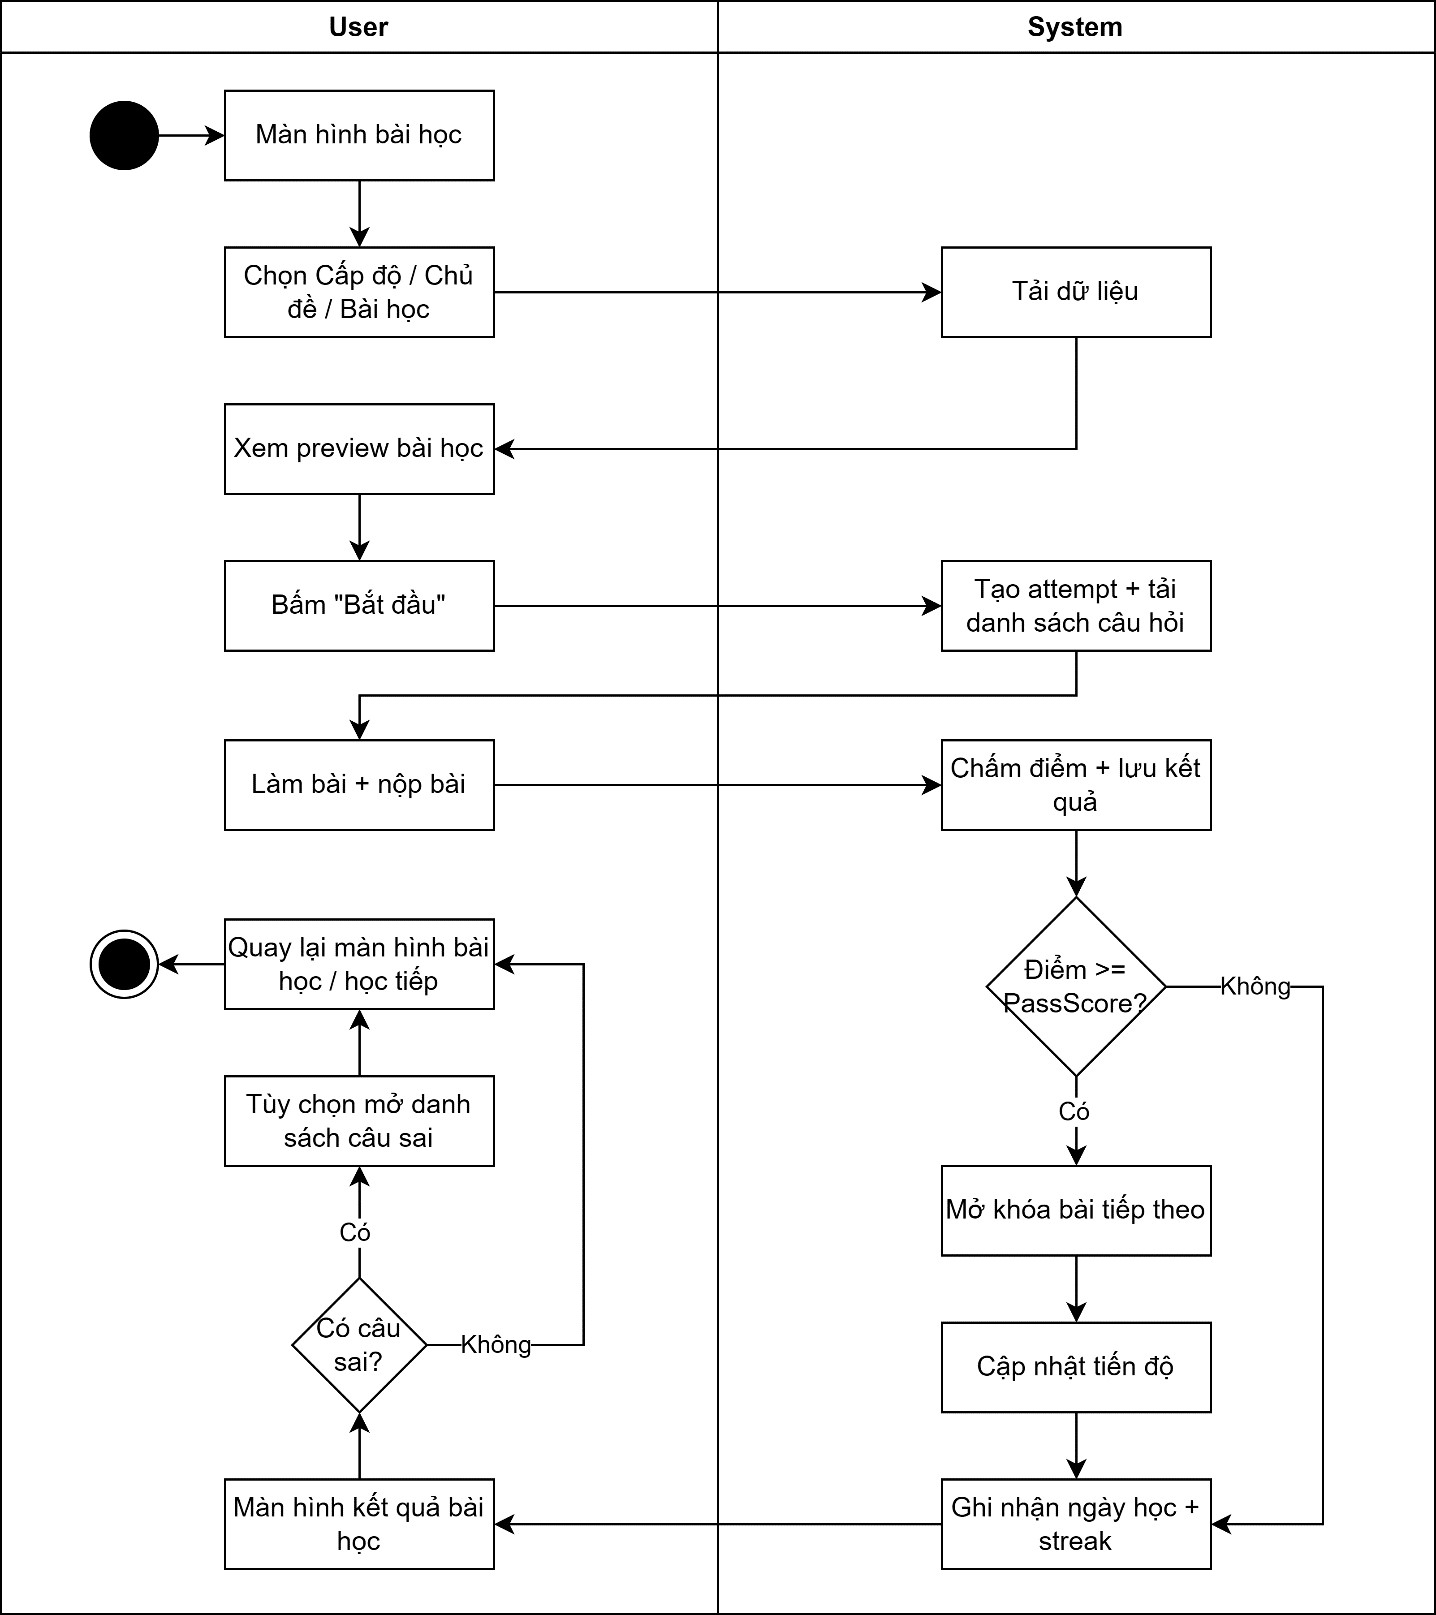 User
System
Màn hình bài học
Chọn Cấp độ / Chủ
đề / Bài học
Tải dữ liệu
Xem preview bài học
Bấm "Bắt đầu"
Tạo attempt + tải
danh sách câu hỏi
Làm bài + nộp bài
Chấm điểm + lưu kết
quả
Điểm >=
PassScore?
Không
Có
Mở khóa bài tiếp theo
Cập nhật tiến độ
Ghi nhận ngày học +
streak
Màn hình kết quả bài
học
Có câu
sai?
Không
Có
Tùy chọn mở danh
sách câu sai
Quay lại màn hình bài
học / học tiếp